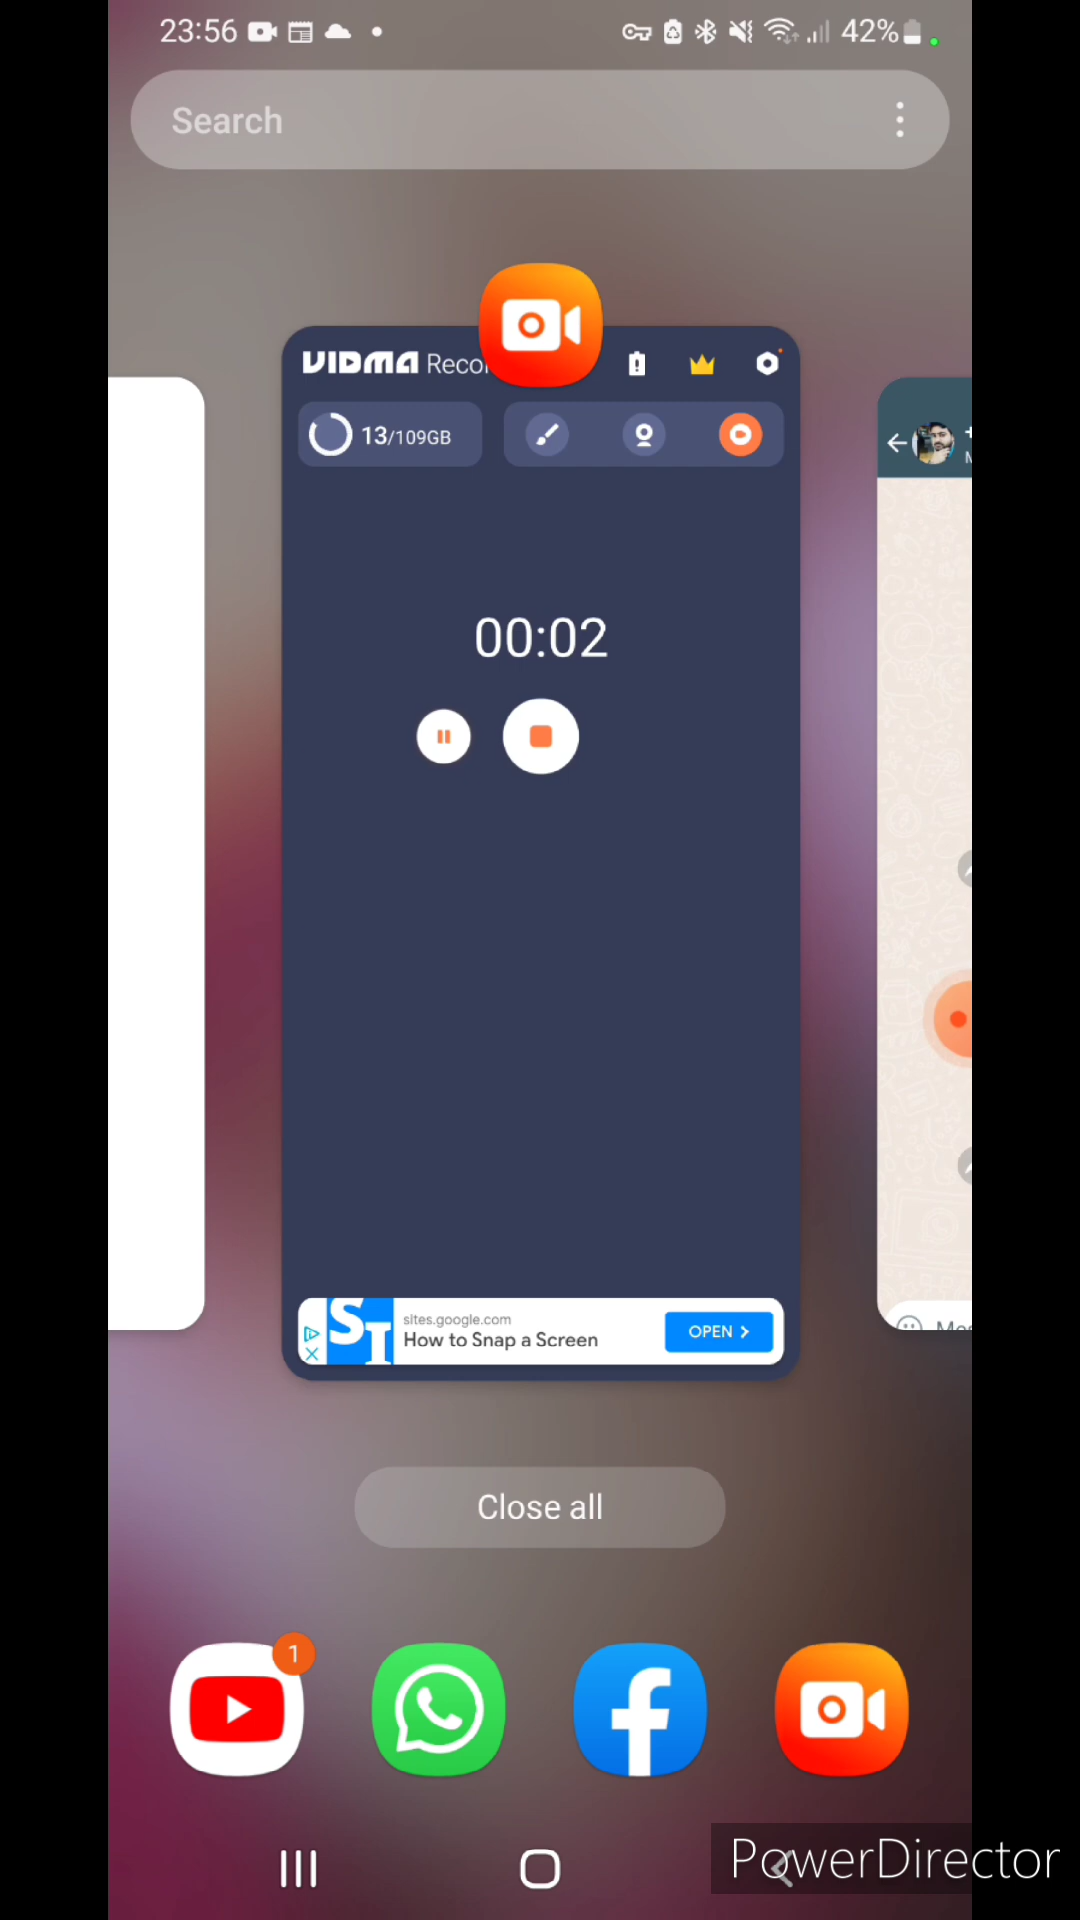 23:56
42%
Search
VIDMA Recor
13/109GB
00:02
sites.google.com
How to Snap a Screen
OPEN
Close all
1
PowerDirector